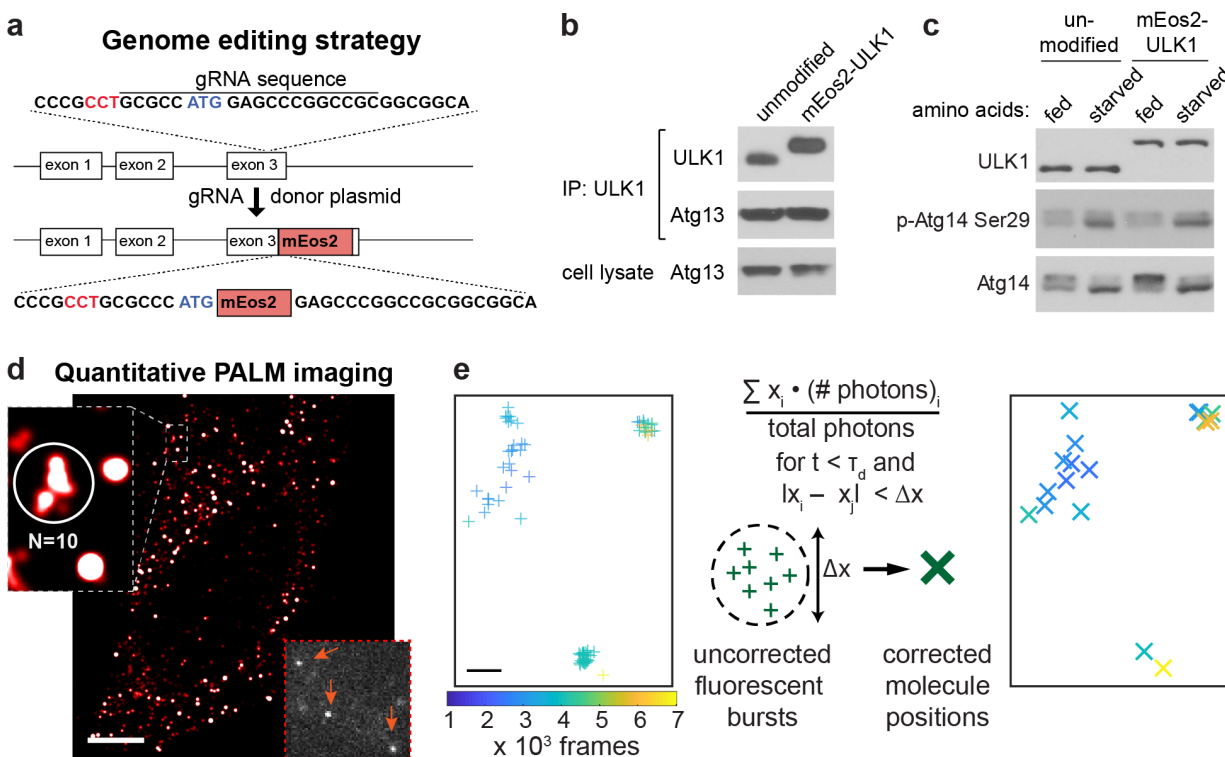 a
Genome editing strategy
gRNA sequence
CCCGCCTGCGCC ATG GAGCCCGGCCGCGGCGGCA
exon 1
exon 2
exon 3
gRNA
donor plasmid
exon 1
exon 2
exon 3
mEos2
CCCGCCTGCGCCC ATG mEos2 GAGCCCGGCCGCGGCGGCA
b
unmodified
mEos2-ULK1
IP: ULK1
ULK1
Atg13
cell lysate Atg13
c
un-
modified
mEos2-
ULK1
amino acids:
fed
starved
fed
starved
ULK1
p-Atg14 Ser29
Atg14
d
Quantitative PALM imaging
N=10
e
1 2 3 4 5 6 7
x 10³ frames
∑ xᵢ • (# photons)ᵢ
total photons
for t < τd and
|xᵢ − xⱼ| < Δx
Δx
uncorrected
fluorescent
bursts
corrected
molecule
positions